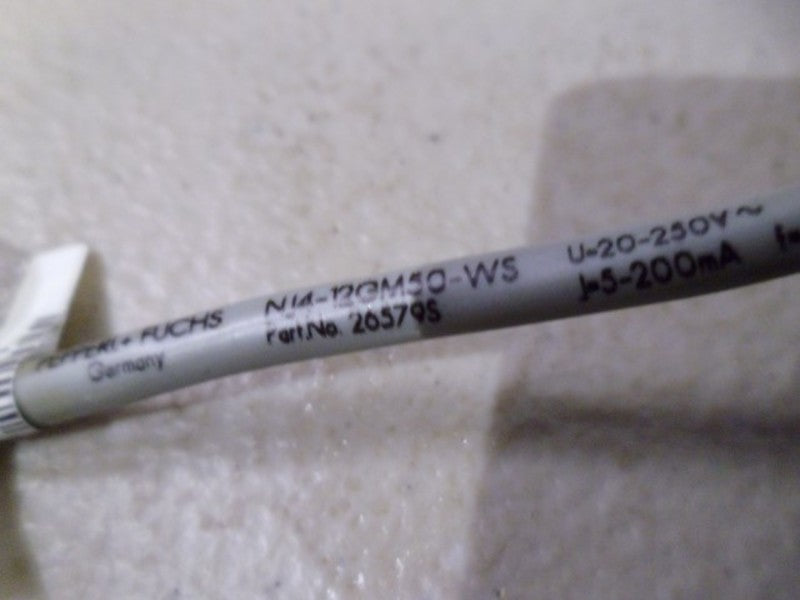 PEPPERL+ FUCHS
Germany
NJ4-12GM50-WS
Part.No. 26579S
U=20-250V~
J=5-200mA
f=